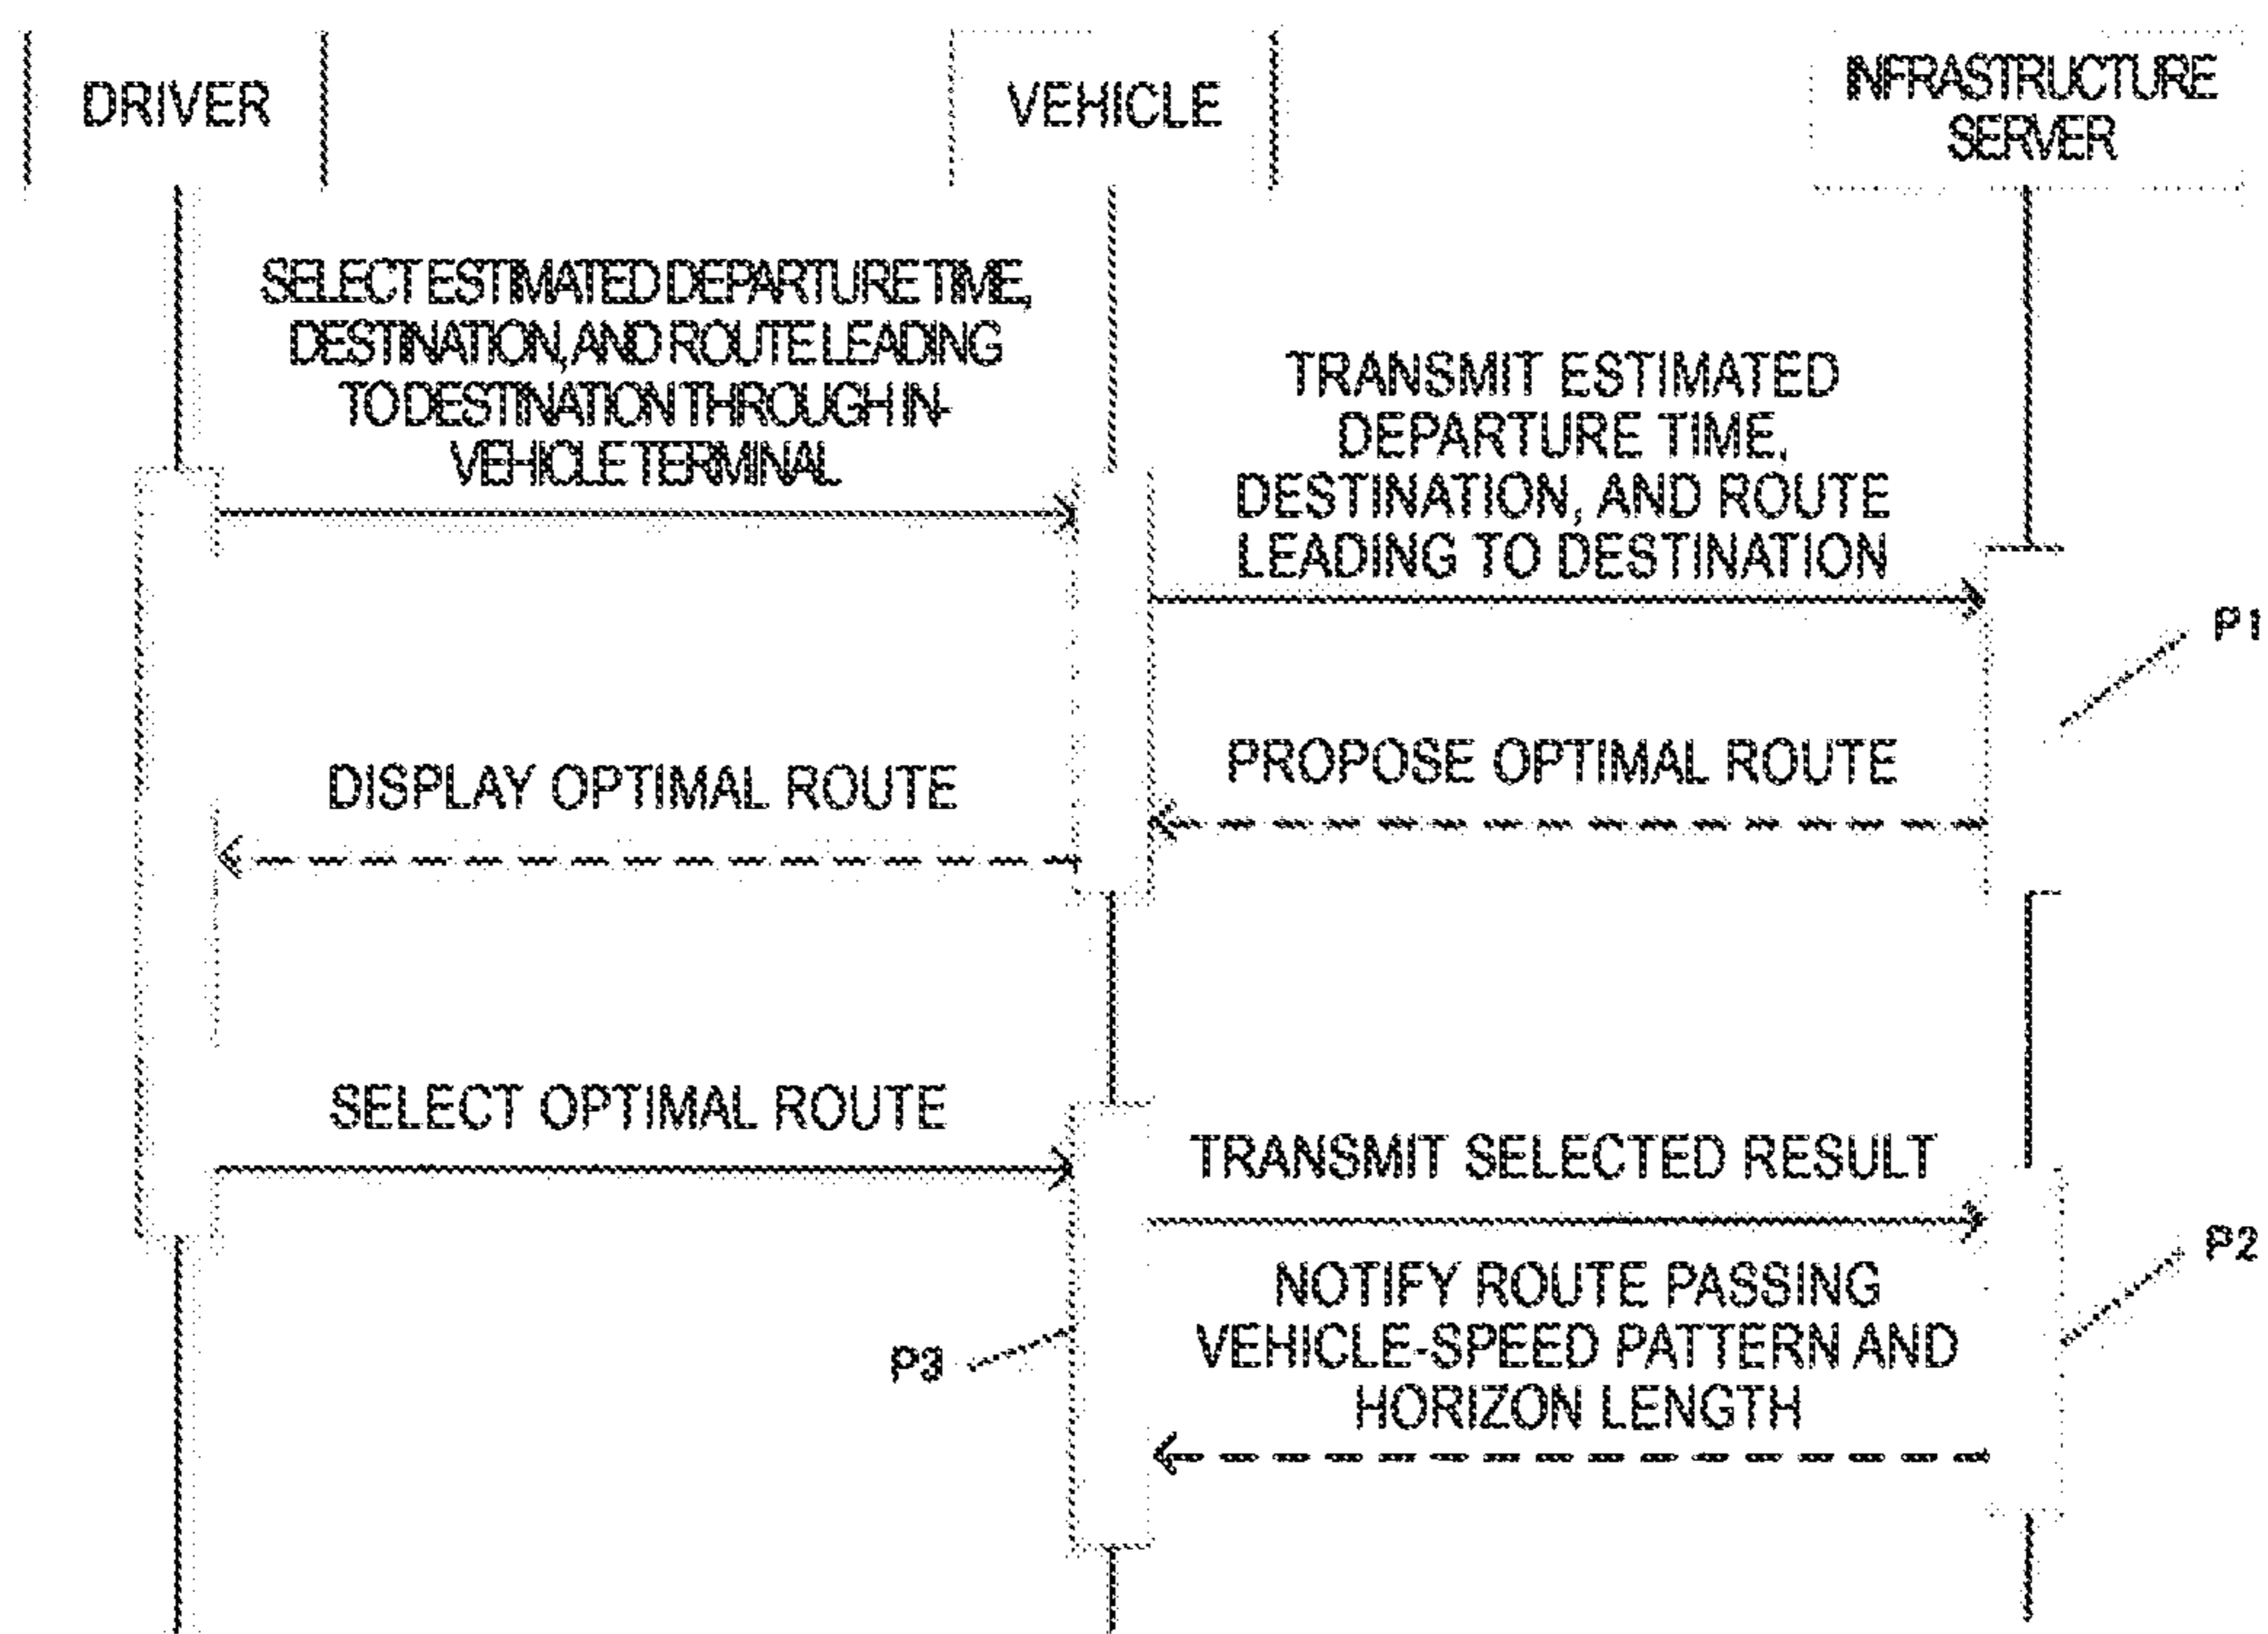 DRIVER
VEHICLE
INFRASTRUCTURE
SERVER
SELECT ESTIMATED DEPARTURE TIME,
DESTINATION, AND ROUTE LEADING
TO DESTINATION THROUGH IN-
VEHICLE TERMINAL
TRANSMIT ESTIMATED
DEPARTURE TIME,
DESTINATION, AND ROUTE
LEADING TO DESTINATION
P1
PROPOSE OPTIMAL ROUTE
DISPLAY OPTIMAL ROUTE
SELECT OPTIMAL ROUTE
TRANSMIT SELECTED RESULT
P2
NOTIFY ROUTE PASSING
VEHICLE-SPEED PATTERN AND
HORIZON LENGTH
P3